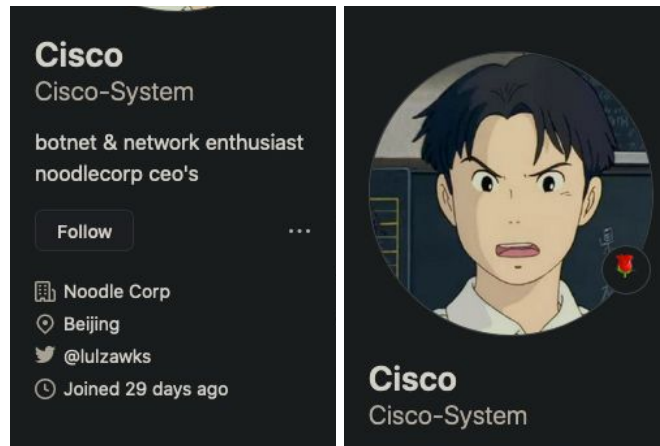 Cisco
Cisco-System
botnet & network enthusiast
noodlecorp ceo's
Follow
Noodle Corp
Beijing
@lulzawks
Joined 29 days ago
Cisco
Cisco-System